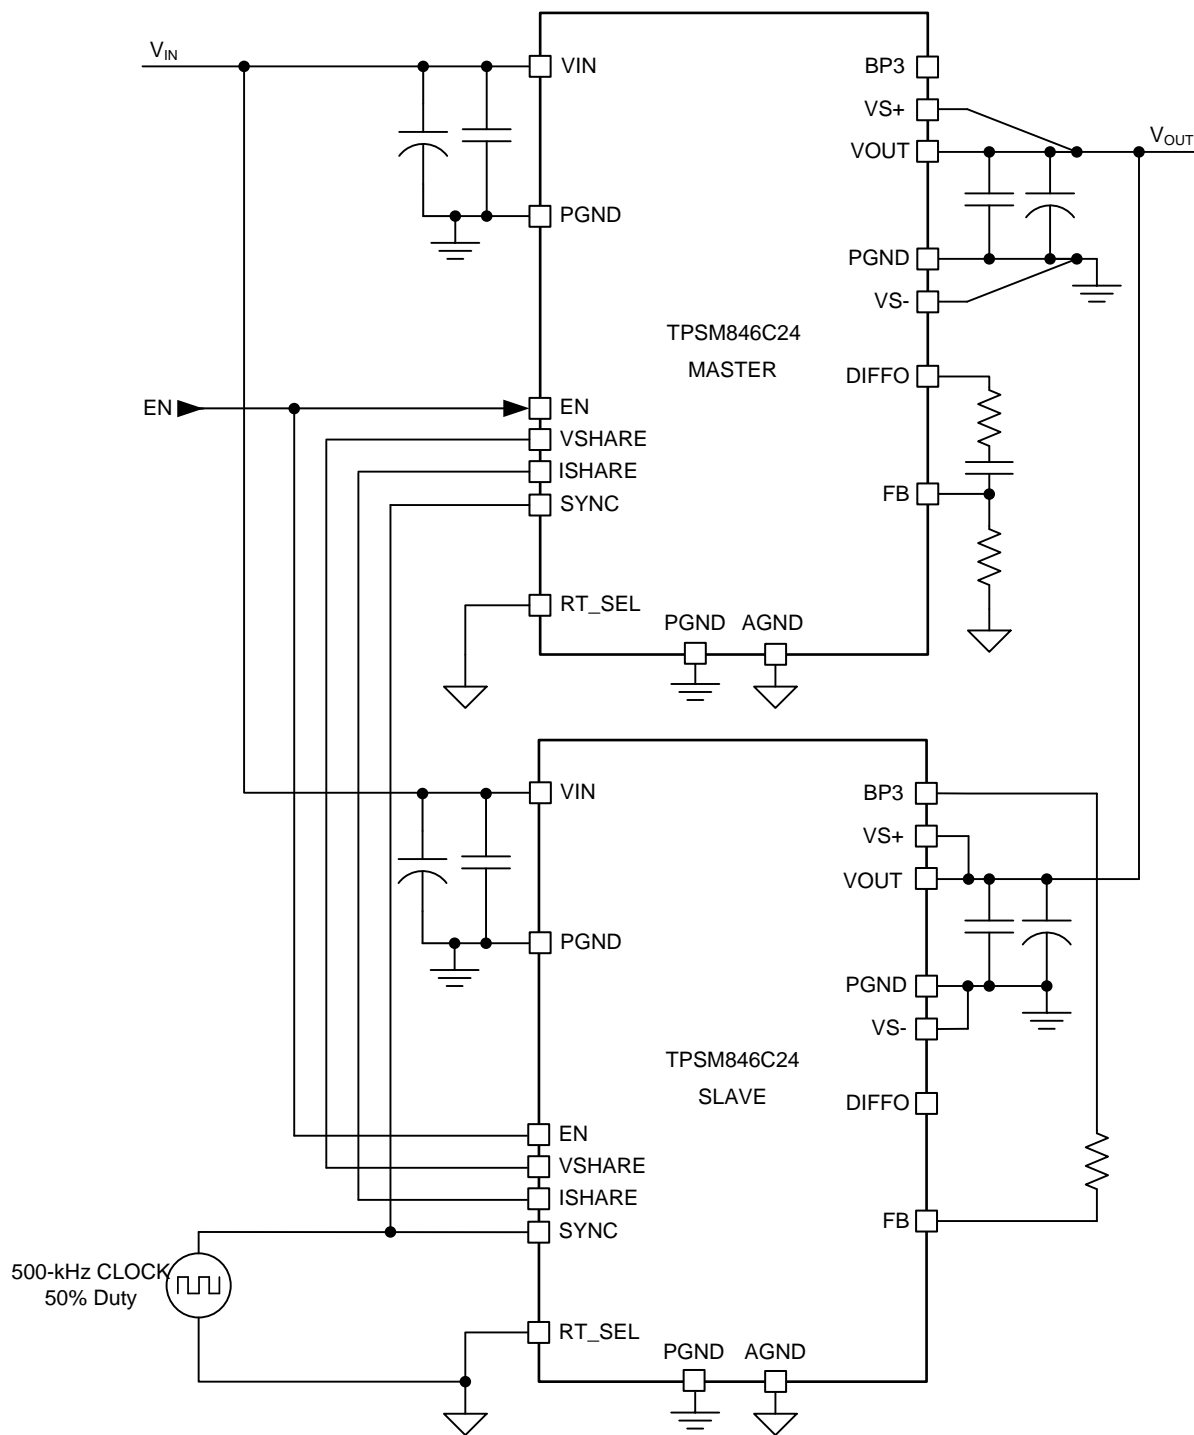 VIN
VIN
BP3
VS+
VOUT
VOUT
PGND
PGND
VS-
TPSM846C24
MASTER
DIFFO
EN
EN
VSHARE
ISHARE
FB
SYNC
RT_SEL
PGND
AGND
VIN
BP3
VS+
VOUT
PGND
PGND
VS-
TPSM846C24
SLAVE
DIFFO
EN
VSHARE
ISHARE
FB
SYNC
500-kHz CLOCK
50% Duty
RT_SEL
PGND
AGND